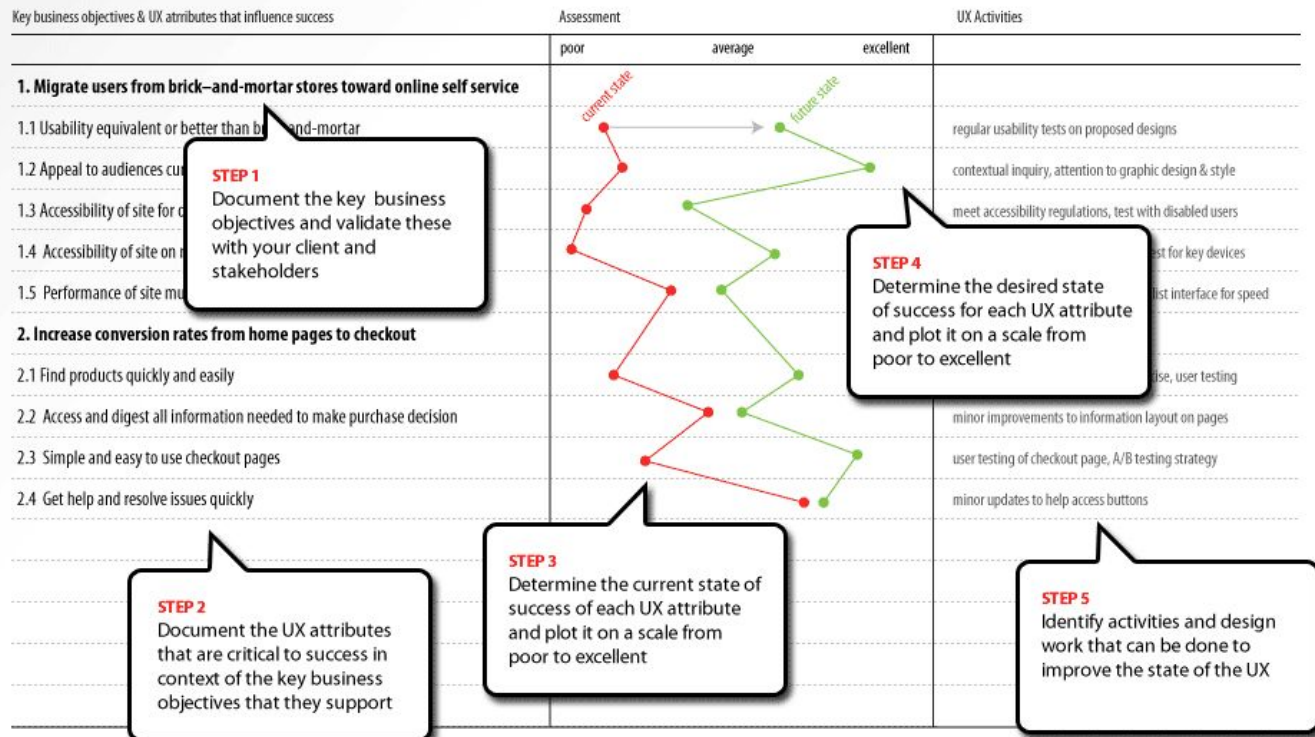 Key business objectives & UX atrributes that influence success
Assessment
UX Activities
poor
average
excellent
1. Migrate users from brick–and-mortar stores toward online self service
current state
future state
1.1 Usability equivalent or better than and-mortar
regular usability tests on proposed designs
1.2 Appeal to audiences
contextual inquiry, attention to graphic design & style
1.3 Accessibility of site for
meet accessibility regulations, test with disabled users
1.4 Accessibility of site on
for key devices
1.5 Performance of site
interface for speed
2. Increase conversion rates from home pages to checkout
2.1 Find products quickly and easily
user testing
2.2 Access and digest all information needed to make purchase decision
minor improvements to information layout on pages
2.3 Simple and easy to use checkout pages
user testing of checkout page, A/B testing strategy
2.4 Get help and resolve issues quickly
minor updates to help access buttons
STEP 1
Document the key business
objectives and validate these
with your client and
stakeholders
STEP 2
Document the UX attributes
that are critical to success in
context of the key business
objectives that they support
STEP 3
Determine the current state of
success of each UX attribute
and plot it on a scale from
poor to excellent
STEP 4
Determine the desired state
of success for each UX attribute
and plot it on a scale from
poor to excellent
STEP 5
Identify activities and design
work that can be done to
improve the state of the UX